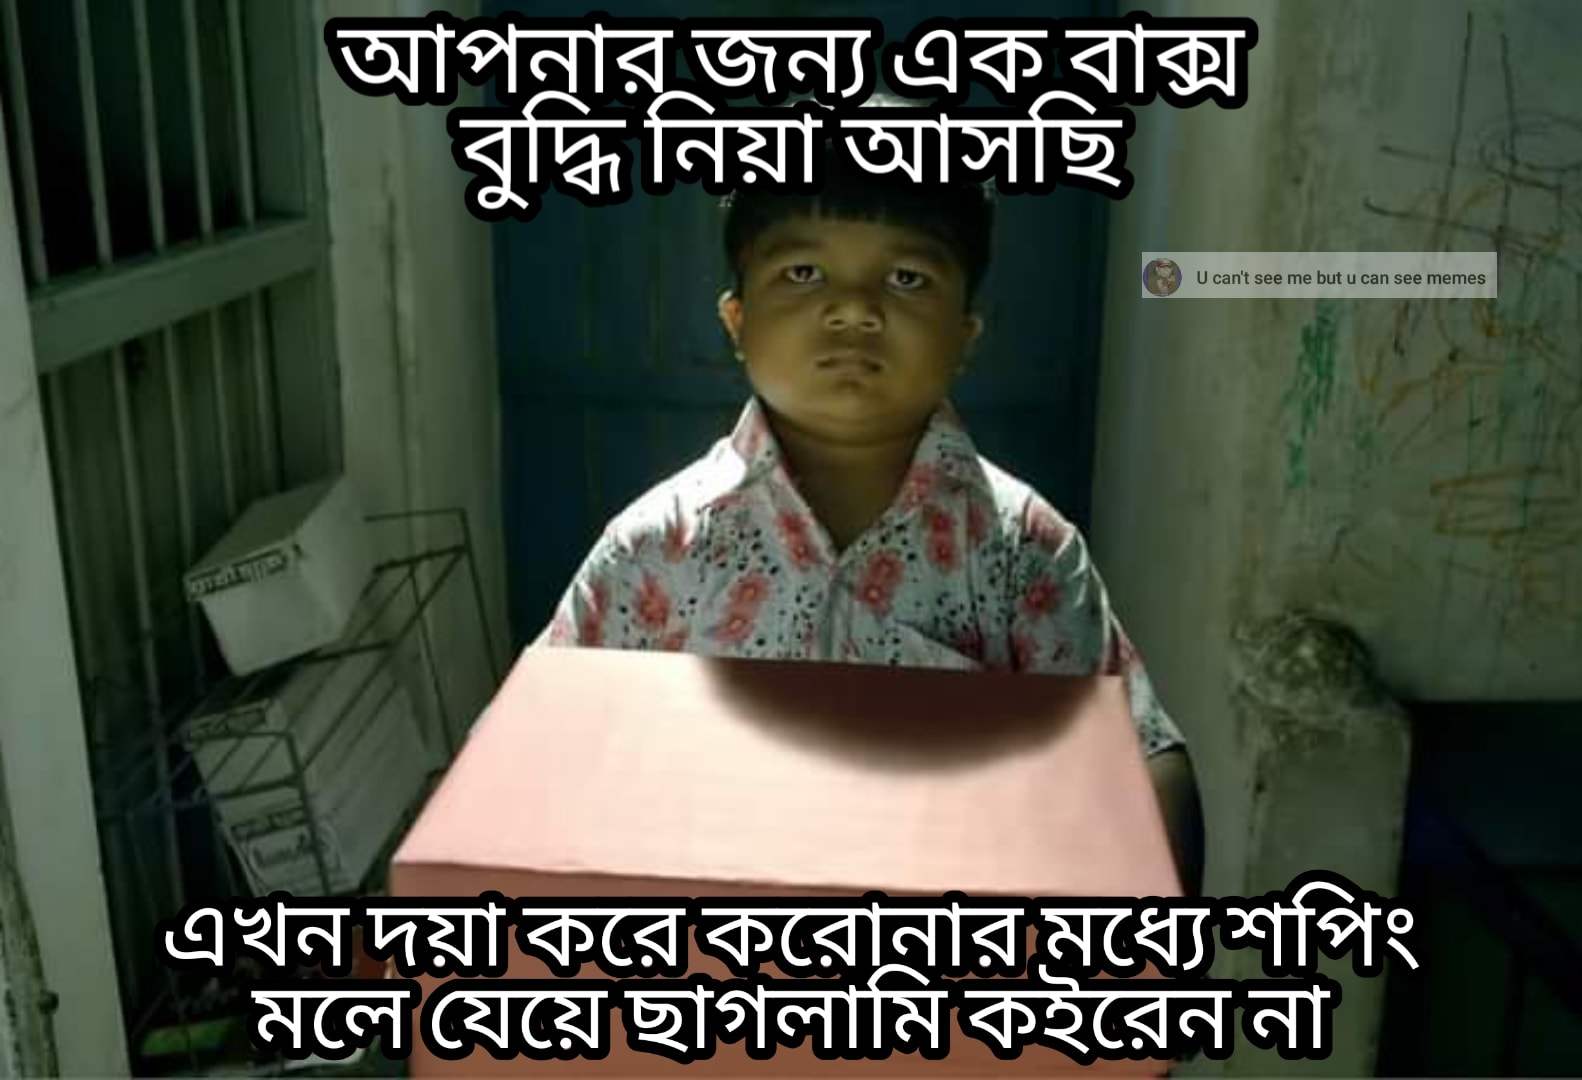 আপনার জন্য এক বাক্স
বুদ্ধি নিয়া আসছি
U can't see me but u can see memes
এখন দয়া করে করোনার মধ্যে শপিং
মলে যেয়ে ছাগলামি কইরেন না